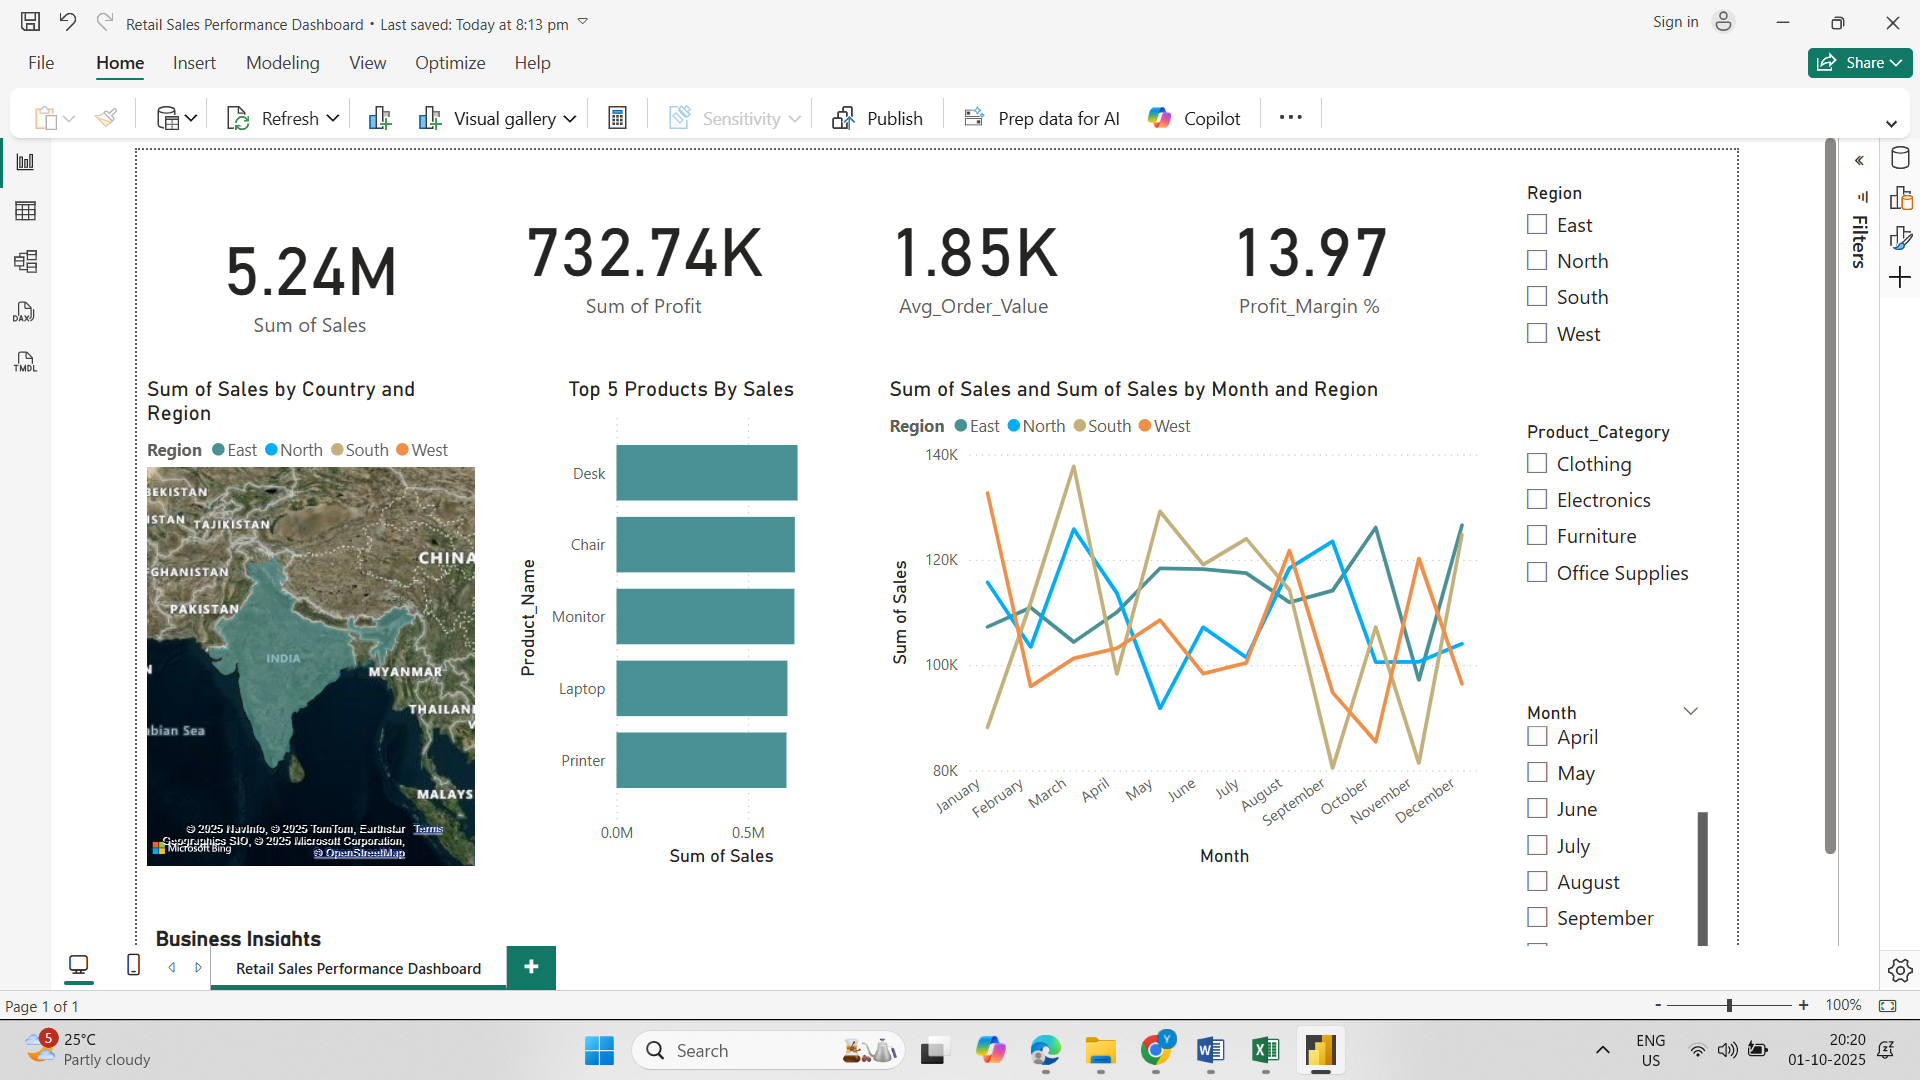 Retail Sales Performance Dashboard • Last saved: Today at 8:13 pm
Sign in
File Home Insert Modeling View Optimize Help
Share
Refresh
Visual gallery
Sensitivity
Publish
Prep data for AI
Copilot
DAX
TMDL
Filters
5.24M
Sum of Sales
732.74K
Sum of Profit
1.85K
Avg_Order_Value
13.97
Profit_Margin %
Region
East
North
South
West
Sum of Sales by Country and
Region
Region East North South West
TAJIKISTAN
CHINA
PAKISTAN
INDIA
MYANMAR
Microsoft Bing
© 2025 NavInfo, © 2025 TomTom, Earthstar
Terms
Geographics SIO, © 2025 Microsoft Corporation,
© OpenStreetMap
Top 5 Products By Sales
Product_Name
Desk
Chair
Monitor
Laptop
Printer
0.0M 0.5M
Sum of Sales
Sum of Sales and Sum of Sales by Month and Region
Region East North South West
Sum of Sales
140K
120K
100K
80K
January February March April May June July August September October November December
Month
Product_Category
Clothing
Electronics
Furniture
Office Supplies
Month
April
May
June
July
August
September
Business Insights
Retail Sales Performance Dashboard
Page 1 of 1
- + 100%
5
25°C
Partly cloudy
Search
Y
ENG
US
20:20
01-10-2025